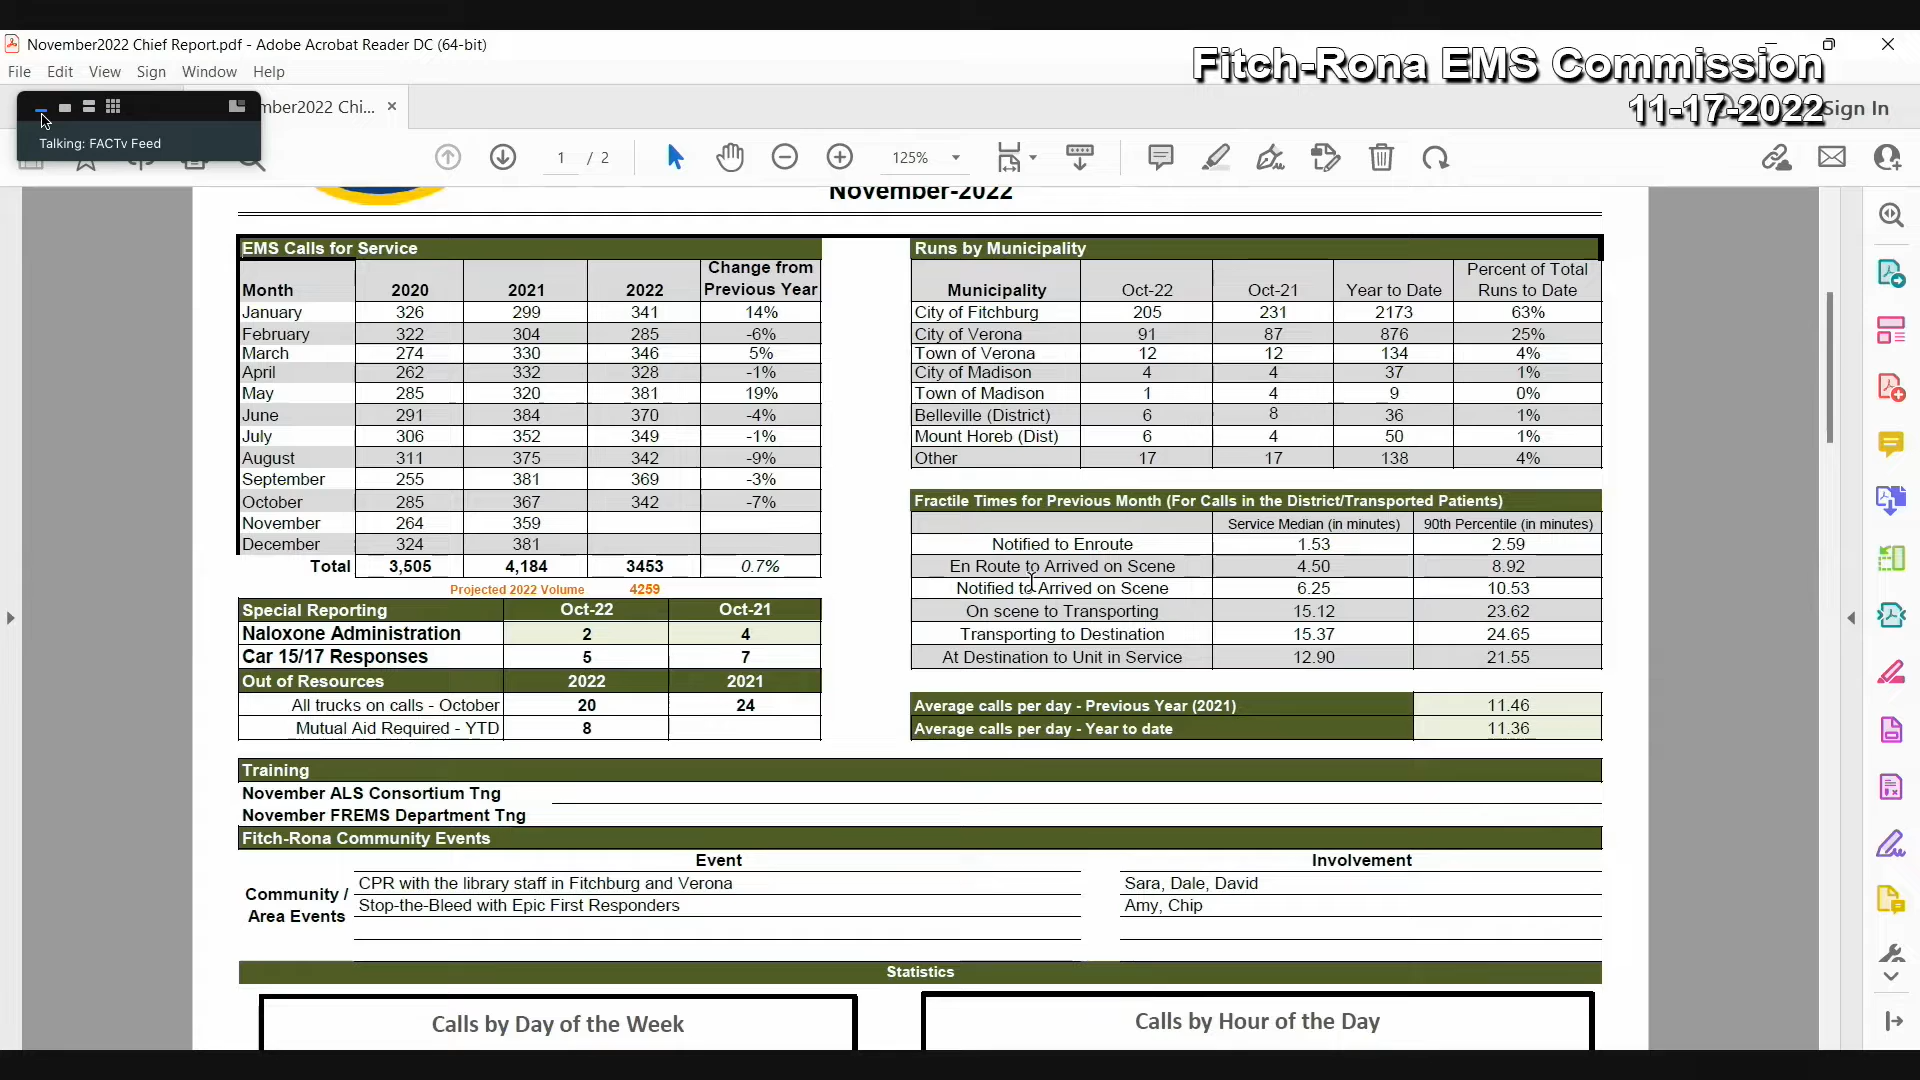 November2022 Chief Report.pdf - Adobe Acrobat Reader DC (64-bit)
Fitch-Rona EMS Commission
11-17-2022
File Edit View Sign Window Help
mber2022 Chi...
Sign In
Talking: FACTv Feed
1 / 2
125%
November-2022
EMS Calls for Service
Month 2020 2021 2022 Change from Previous Year
January 326 299 341 14%
February 322 304 285 -6%
March 274 330 346 5%
April 262 332 328 -1%
May 285 320 381 19%
June 291 384 370 -4%
July 306 352 349 -1%
August 311 375 342 -9%
September 255 381 369 -3%
October 285 367 342 -7%
November 264 359
December 324 381
Total 3,505 4,184 3453 0.7%
Projected 2022 Volume 4259
Special Reporting Oct-22 Oct-21
Naloxone Administration 2 4
Car 15/17 Responses 5 7
Out of Resources 2022 2021
All trucks on calls - October 20 24
Mutual Aid Required - YTD 8
Runs by Municipality
Municipality Oct-22 Oct-21 Year to Date Percent of Total Runs to Date
City of Fitchburg 205 231 2173 63%
City of Verona 91 87 876 25%
Town of Verona 12 12 134 4%
City of Madison 4 4 37 1%
Town of Madison 1 4 9 0%
Belleville (District) 6 8 36 1%
Mount Horeb (Dist) 6 4 50 1%
Other 17 17 138 4%
Fractile Times for Previous Month (For Calls in the District/Transported Patients)
Service Median (in minutes) 90th Percentile (in minutes)
Notified to Enroute 1.53 2.59
En Route to Arrived on Scene 4.50 8.92
Notified to Arrived on Scene 6.25 10.53
On scene to Transporting 15.12 23.62
Transporting to Destination 15.37 24.65
At Destination to Unit in Service 12.90 21.55
Average calls per day - Previous Year (2021) 11.46
Average calls per day - Year to date 11.36
Training
November ALS Consortium Tng
November FREMS Department Tng
Fitch-Rona Community Events
Event Involvement
Community / Area Events
CPR with the library staff in Fitchburg and Verona Sara, Dale, David
Stop-the-Bleed with Epic First Responders Amy, Chip
Statistics
Calls by Day of the Week
Calls by Hour of the Day